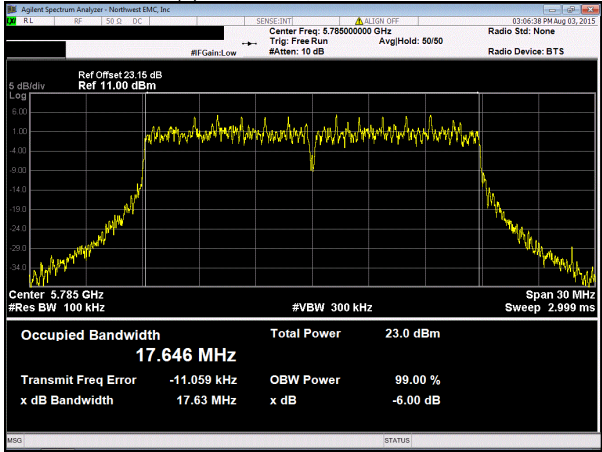 Agilent Spectrum Analyzer - Northwest EMC, Inc
RL RF 50 Ω DC SENSE:INT ALIGN OFF 03:06:38 PM Aug 03, 2015
Center Freq: 5.785000000 GHz Radio Std: None
Trig: Free Run Avg|Hold: 50/50
#IFGain:Low #Atten: 10 dB Radio Device: BTS
Ref Offset 23.15 dB
5 dB/div Ref 11.00 dBm
Log
6.00
1.00
-4.00
-9.00
-14.0
-19.0
-24.0
-29.0
-34.0
Center 5.785 GHz Span 30 MHz
#Res BW 100 kHz #VBW 300 kHz Sweep 2.999 ms
Occupied Bandwidth Total Power 23.0 dBm
17.646 MHz
Transmit Freq Error -11.059 kHz OBW Power 99.00 %
x dB Bandwidth 17.63 MHz x dB -6.00 dB
MSG STATUS